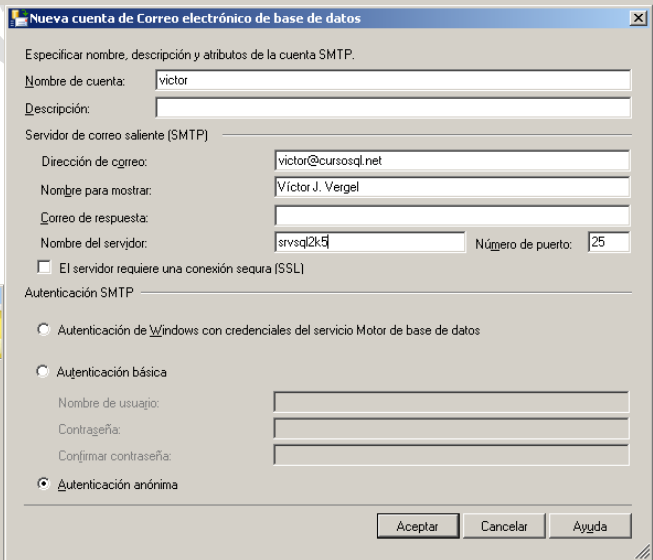 Nueva cuenta de Correo electrónico de base de datos
Especificar nombre, descripción y atributos de la cuenta SMTP.
Nombre de cuenta: victor
Descripción:
Servidor de correo saliente (SMTP)
Dirección de correo: victor@cursosql.net
Nombre para mostrar: Víctor J. Vergel
Correo de respuesta:
Nombre del servidor: srvsql2k5 Número de puerto: 25
El servidor requiere una conexión segura (SSL)
Autenticación SMTP
Autenticación de Windows con credenciales del servicio Motor de base de datos
Autenticación básica
Nombre de usuario:
Contraseña:
Confirmar contraseña:
Autenticación anónima
Aceptar Cancelar Ayuda